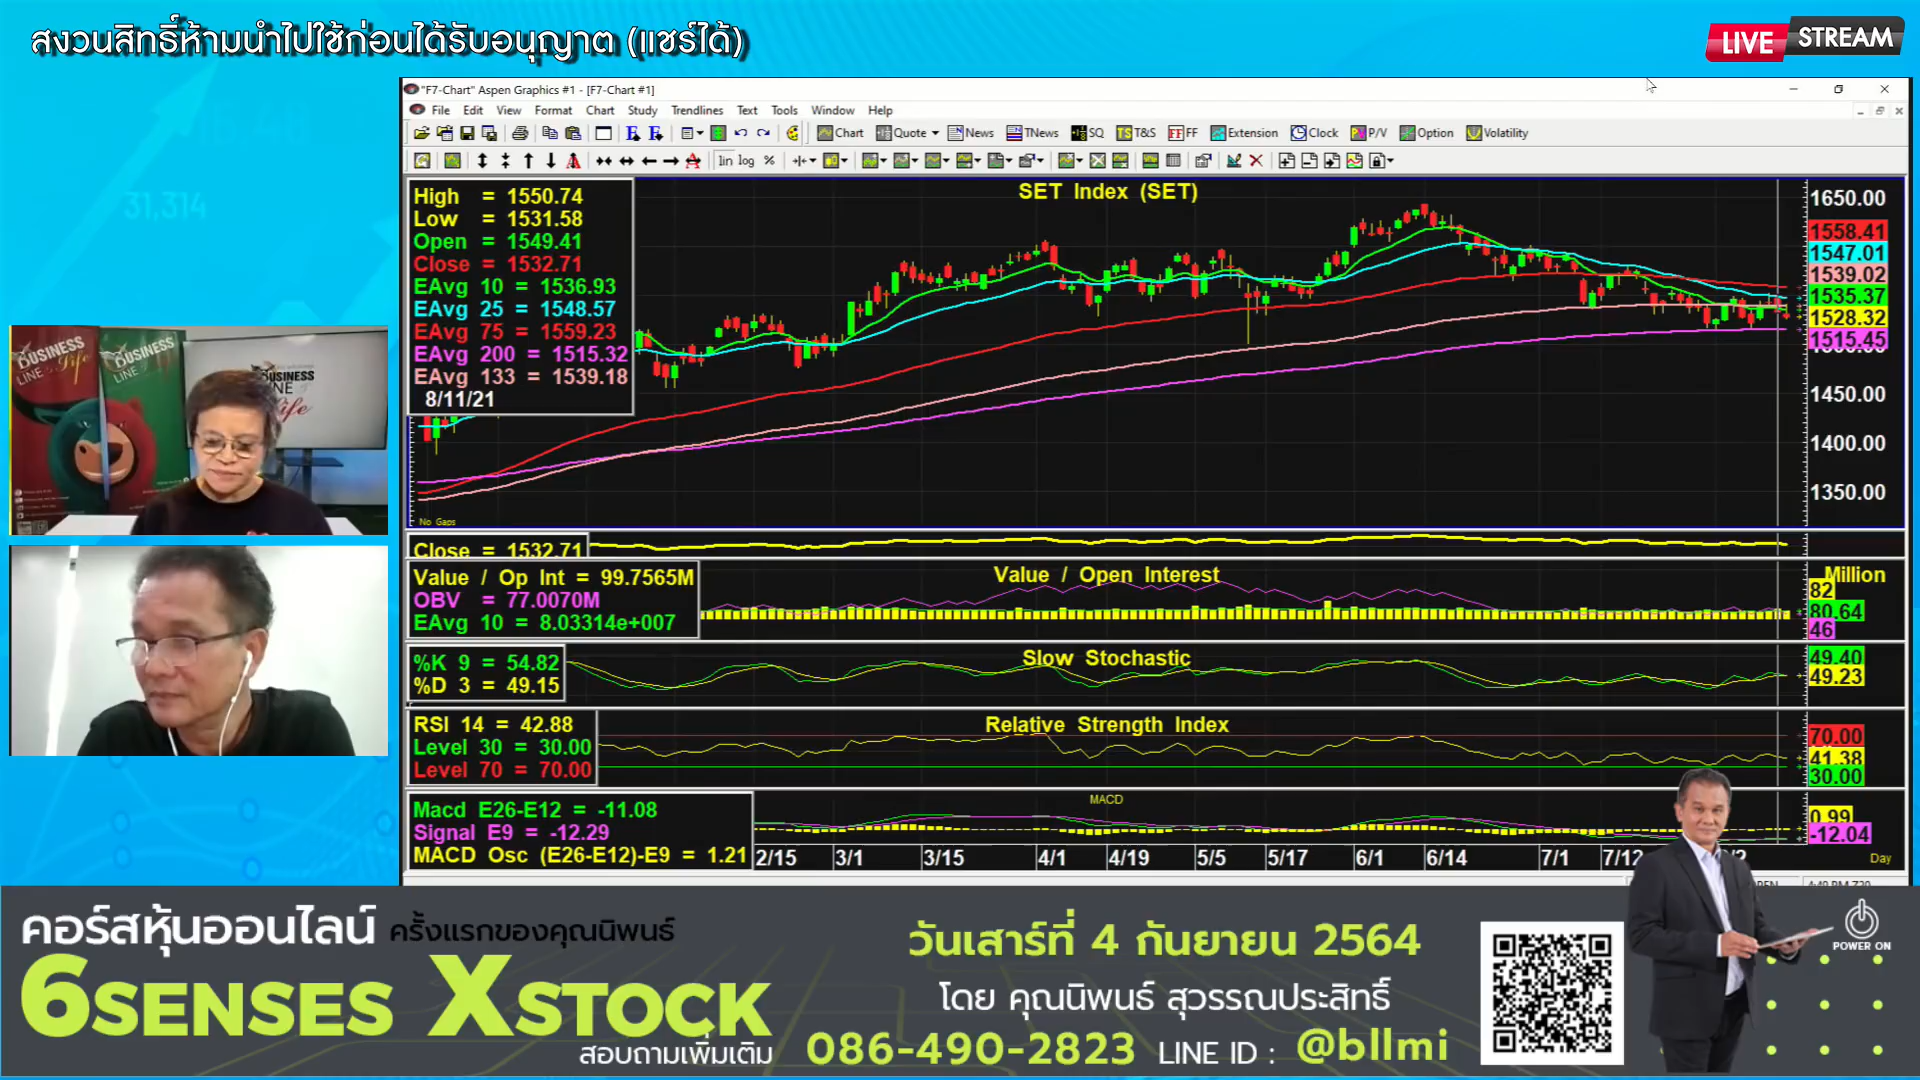 สงวนสิทธิ์ห้ามนำไปใช้ก่อนได้รับอนุญาต (แชร์ได้)
LIVE STREAM
"F7-Chart" Aspen Graphics #1 - [F7-Chart #1]
File Edit View Format Chart Study Trendlines Text Tools Window Help
Chart Quote News TNews SQ T&S FF Extension Clock P/V Option Volatility
lin log %
SET Index (SET)
High = 1550.74
Low = 1531.58
Open = 1549.41
Close = 1532.71
EAvg 10 = 1536.93
EAvg 25 = 1548.57
EAvg 75 = 1559.23
EAvg 200 = 1515.32
EAvg 133 = 1539.18
8/11/21
1650.00
1558.41
1547.01
1539.02
1535.37
1528.32
1515.45
1450.00
1400.00
1350.00
No Gaps
Close = 1532.71
Value / Open Interest
Value / Op Int = 99.7565M
OBV = 77.0070M
EAvg 10 = 8.03314e+007
Million
82
80.64
46
Slow Stochastic
%K 9 = 54.82
%D 3 = 49.15
49.40
49.23
Relative Strength Index
RSI 14 = 42.88
Level 30 = 30.00
Level 70 = 70.00
70.00
41.38
30.00
MACD
Macd E26-E12 = -11.08
Signal E9 = -12.29
MACD Osc (E26-E12)-E9 = 1.21
0.99
-12.04
2/15 3/1 3/15 4/1 4/19 5/5 5/17 6/1 6/14 7/1 7/12
Day
31,314
BUSINESS
LINE Life
BUSINESS
LINE
BUSINESS
LINE
Life
คอร์สหุ้นออนไลน์ ครั้งแรกของคุณนิพนธ์
6SENSES XSTOCK
สอบถามเพิ่มเติม
วันเสาร์ที่ 4 กันยายน 2564
โดย คุณนิพนธ์ สุวรรณประสิทธิ์
086-490-2823 LINE ID : @bllmi
POWER ON